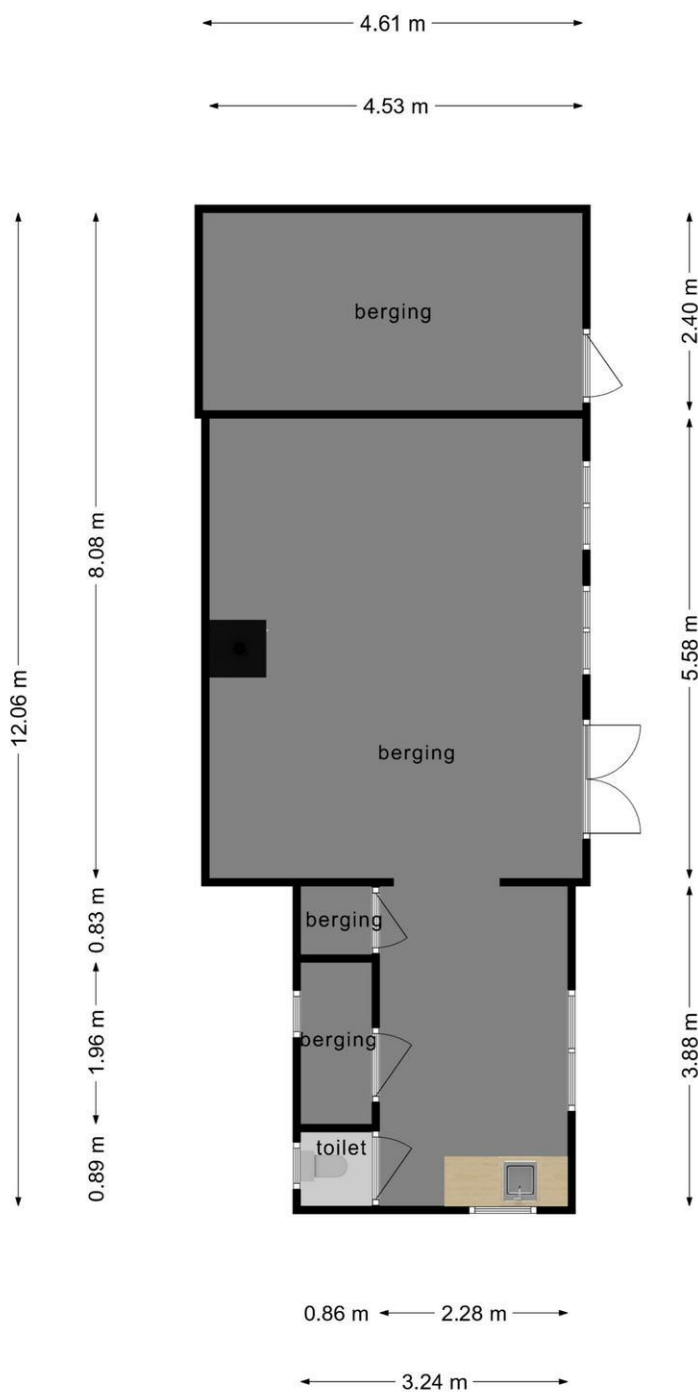 4.61 m
4.53 m
berging
2.40 m
8.08 m
5.58 m
12.06 m
berging
berging
0.83 m
berging
1.96 m
3.88 m
toilet
0.89 m
0.86 m
2.28 m
3.24 m